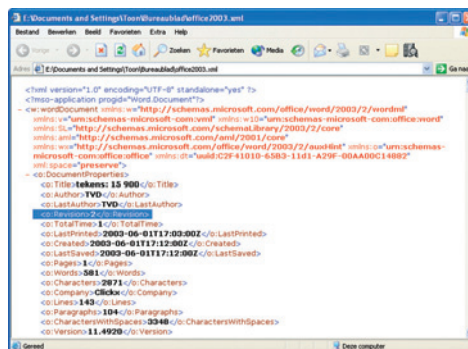 E:\Documents and Settings\Toon\Bureaublad\office2003.xml
Bestand Bewerken Beeld Favorieten Extra Help
Vorige Zoeken Favorieten Media
Adres E:\Documents and Settings\Toon\Bureaublad\office2003.xml Ga naar
<?xml version="1.0" encoding="UTF-8" standalone="yes" ?>
<?mso-application progid="Word.Document"?>
- <w:wordDocument xmlns:w="http://schemas.microsoft.com/office/word/2003/2/wordml"
xmlns:v="urn:schemas-microsoft-com:vml" xmlns:w10="urn:schemas-microsoft-com:office:word"
xmlns:SL="http://schemas.microsoft.com/schemaLibrary/2003/2/core"
xmlns:aml="http://schemas.microsoft.com/aml/2001/core"
xmlns:wx="http://schemas.microsoft.com/office/word/2003/2/auxHint" xmlns:o="urn:schemas-
microsoft-com:office:office" xmlns:dt="uuid:C2F41010-65B3-11d1-A29F-00AA00C14882"
xml:space="preserve">
- <o:DocumentProperties>
<o:Title>tekens: 15 900</o:Title>
<o:Author>TVD</o:Author>
<o:LastAuthor>TVD</o:LastAuthor>
<o:Revision>2</o:Revision>
<o:TotalTime>1</o:TotalTime>
<o:LastPrinted>2003-06-01T17:03:00Z</o:LastPrinted>
<o:Created>2003-06-01T17:12:00Z</o:Created>
<o:LastSaved>2003-06-01T17:12:00Z</o:LastSaved>
<o:Pages>1</o:Pages>
<o:Words>581</o:Words>
<o:Characters>2871</o:Characters>
<o:Company>Clickx</o:Company>
<o:Lines>143</o:Lines>
<o:Paragraphs>104</o:Paragraphs>
<o:CharactersWithSpaces>3348</o:CharactersWithSpaces>
<o:Version>11.4920</o:Version>
Gereed Deze computer